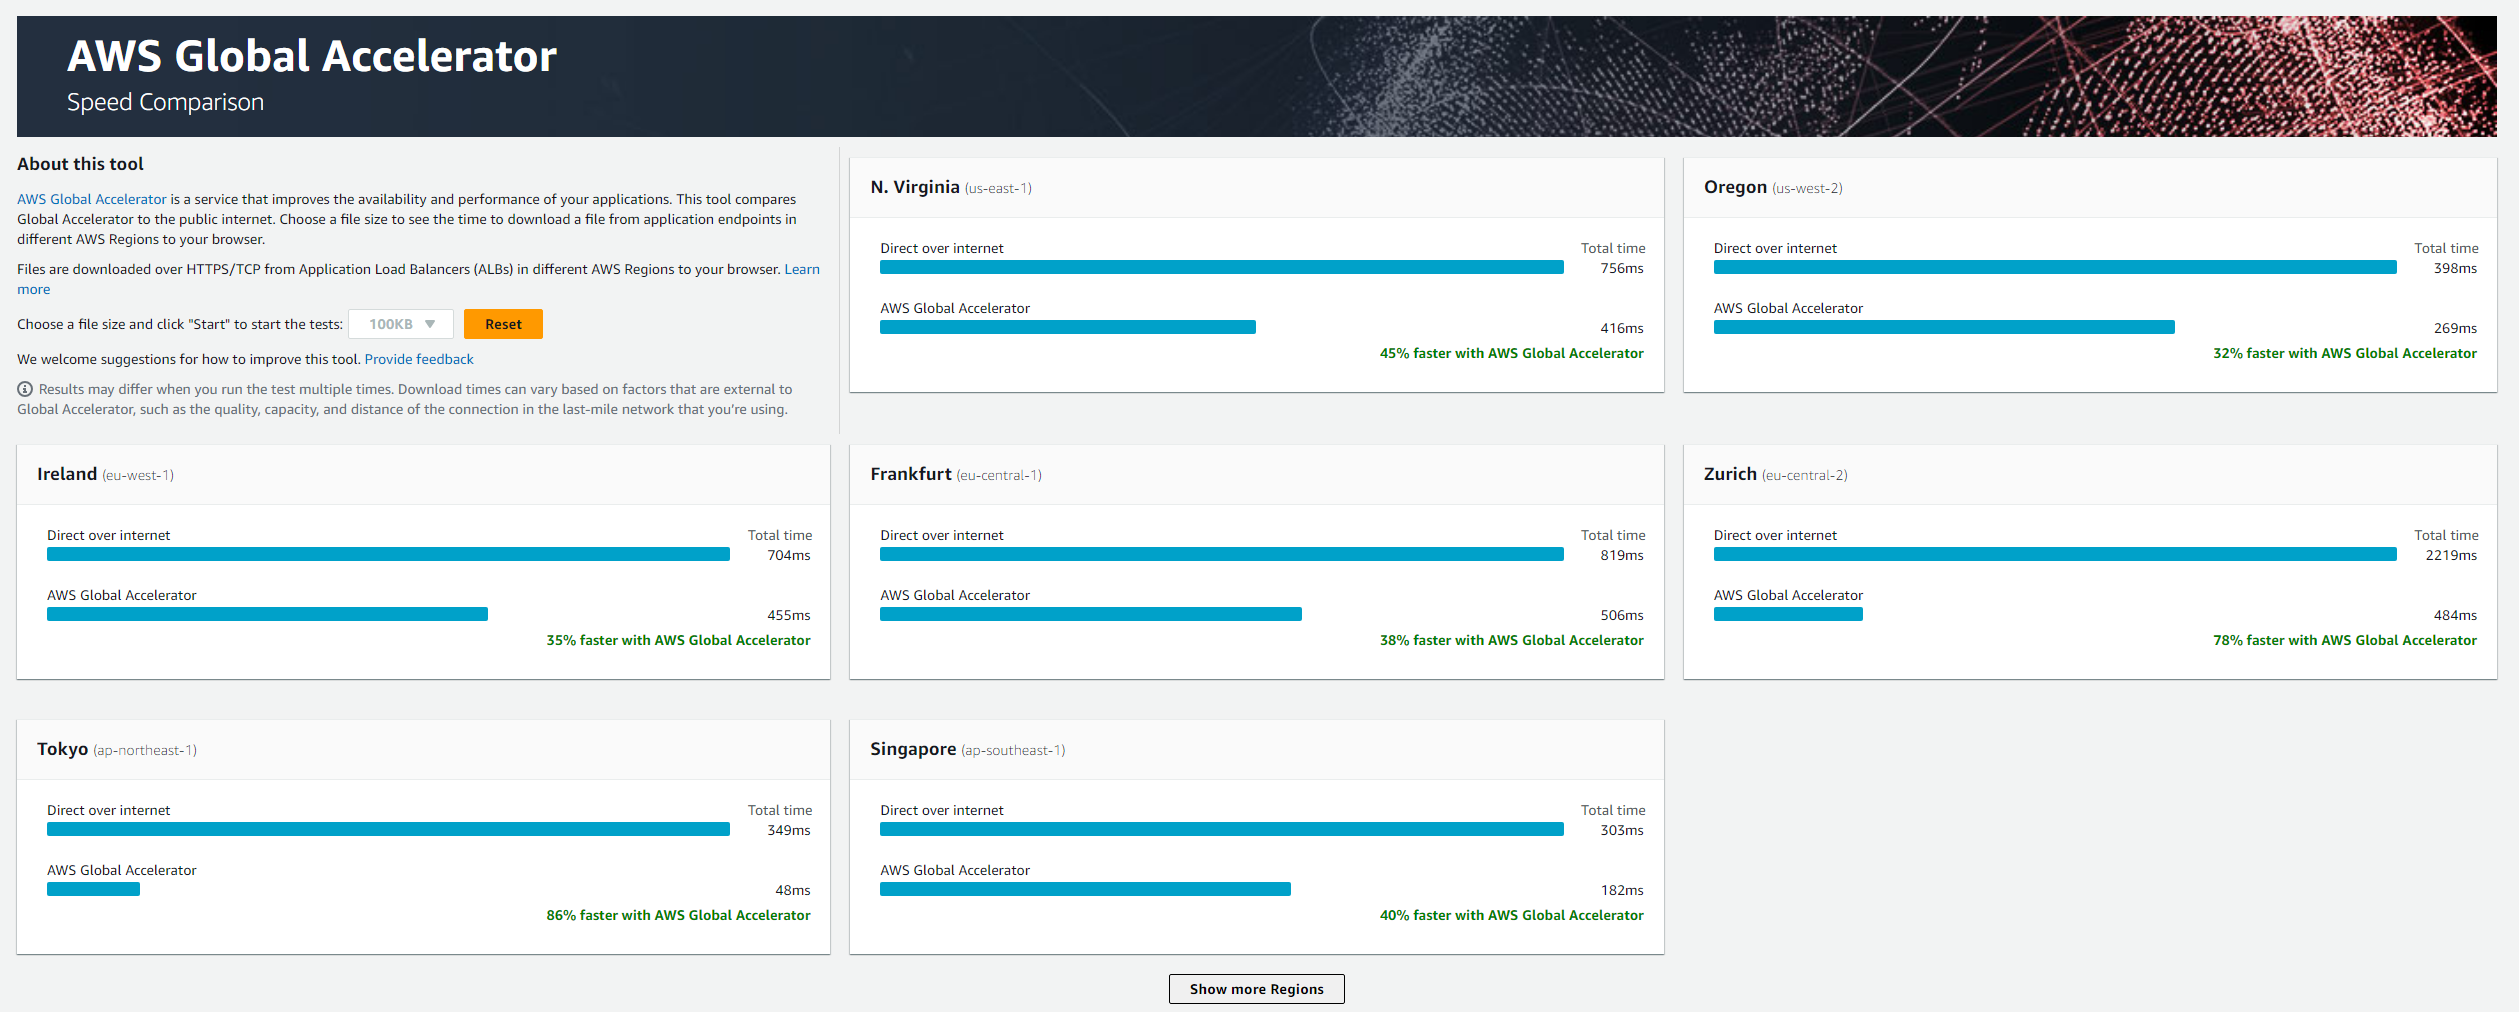 AWS Global Accelerator
Speed Comparison
About this tool
AWS Global Accelerator is a service that improves the availability and performance of your applications. This tool compares
Global Accelerator to the public internet. Choose a file size to see the time to download a file from application endpoints in
different AWS Regions to your browser.
Files are downloaded over HTTPS/TCP from Application Load Balancers (ALBs) in different AWS Regions to your browser. Learn
more
Choose a file size and click "Start" to start the tests: 100KB ▼ Reset
We welcome suggestions for how to improve this tool. Provide feedback
Results may differ when you run the test multiple times. Download times can vary based on factors that are external to
Global Accelerator, such as the quality, capacity, and distance of the connection in the last-mile network that you're using.
N. Virginia (us-east-1)
Direct over internet Total time
756ms
AWS Global Accelerator
416ms
45% faster with AWS Global Accelerator
Oregon (us-west-2)
Direct over internet Total time
398ms
AWS Global Accelerator
269ms
32% faster with AWS Global Accelerator
Ireland (eu-west-1)
Direct over internet Total time
704ms
AWS Global Accelerator
455ms
35% faster with AWS Global Accelerator
Frankfurt (eu-central-1)
Direct over internet Total time
819ms
AWS Global Accelerator
506ms
38% faster with AWS Global Accelerator
Zurich (eu-central-2)
Direct over internet Total time
2219ms
AWS Global Accelerator
484ms
78% faster with AWS Global Accelerator
Tokyo (ap-northeast-1)
Direct over internet Total time
349ms
AWS Global Accelerator
48ms
86% faster with AWS Global Accelerator
Singapore (ap-southeast-1)
Direct over internet Total time
303ms
AWS Global Accelerator
182ms
40% faster with AWS Global Accelerator
Show more Regions